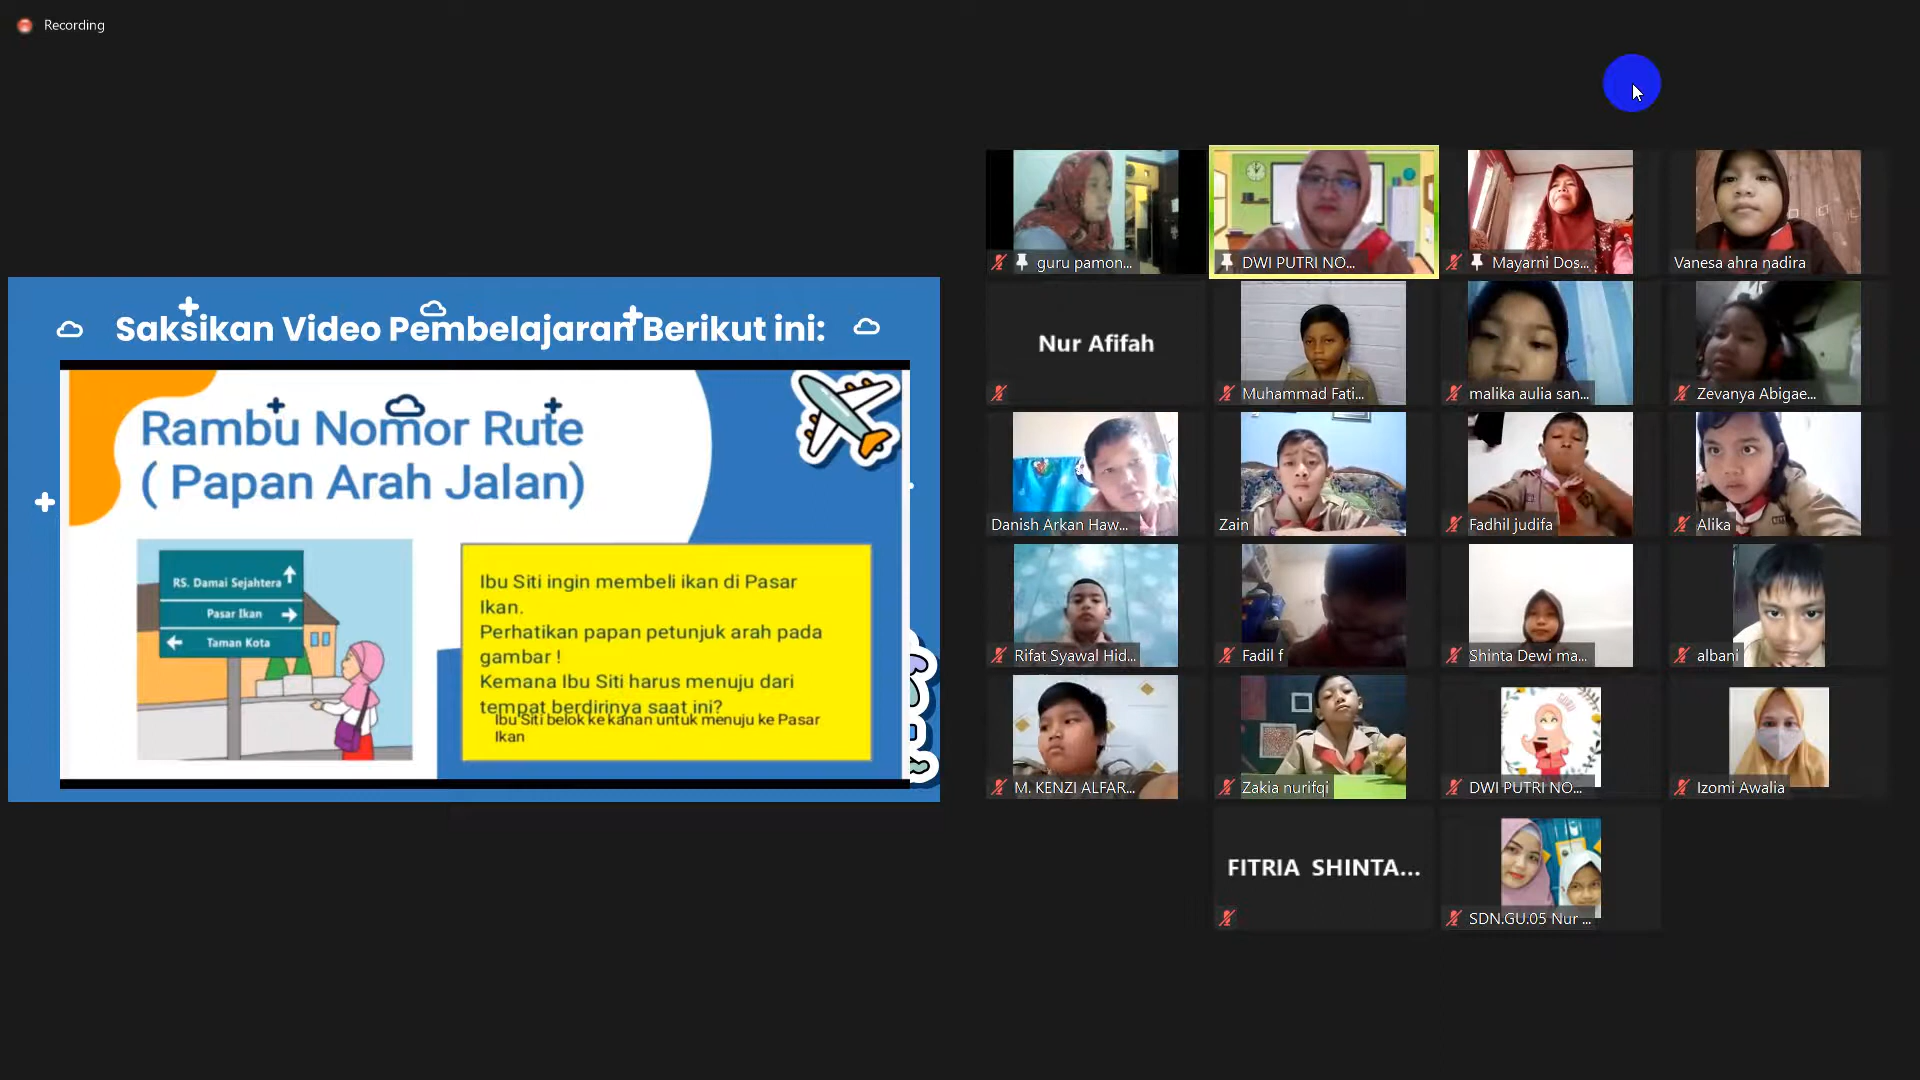 Recording
Saksikan Video Pembelajaran Berikut ini:
Rambu Nomor Rute
( Papan Arah Jalan)
RS. Damai Sejahtera
Pasar Ikan
Taman Kota
Ibu Siti ingin membeli ikan di Pasar
Ikan.
Perhatikan papan petunjuk arah pada
gambar !
Kemana Ibu Siti harus menuju dari
tempat berdirinya saat ini?
Ibu Siti belok ke kanan untuk menuju ke Pasar
Ikan
guru pamon...
DWI PUTRI NO...
Mayarni Dos...
Vanesa ahra nadira
Nur Afifah
Muhammad Fati...
malika aulia san...
Zevanya Abigae...
Danish Arkan Haw...
Zain
Fadhil judifa
Alika
Rifat Syawal Hid...
Fadil f
Shinta Dewi ma...
albani
M. KENZI ALFAR...
Zakia nurifqi
DWI PUTRI NO...
Izomi Awalia
FITRIA SHINTA...
SDN.GU.05 Nur ...